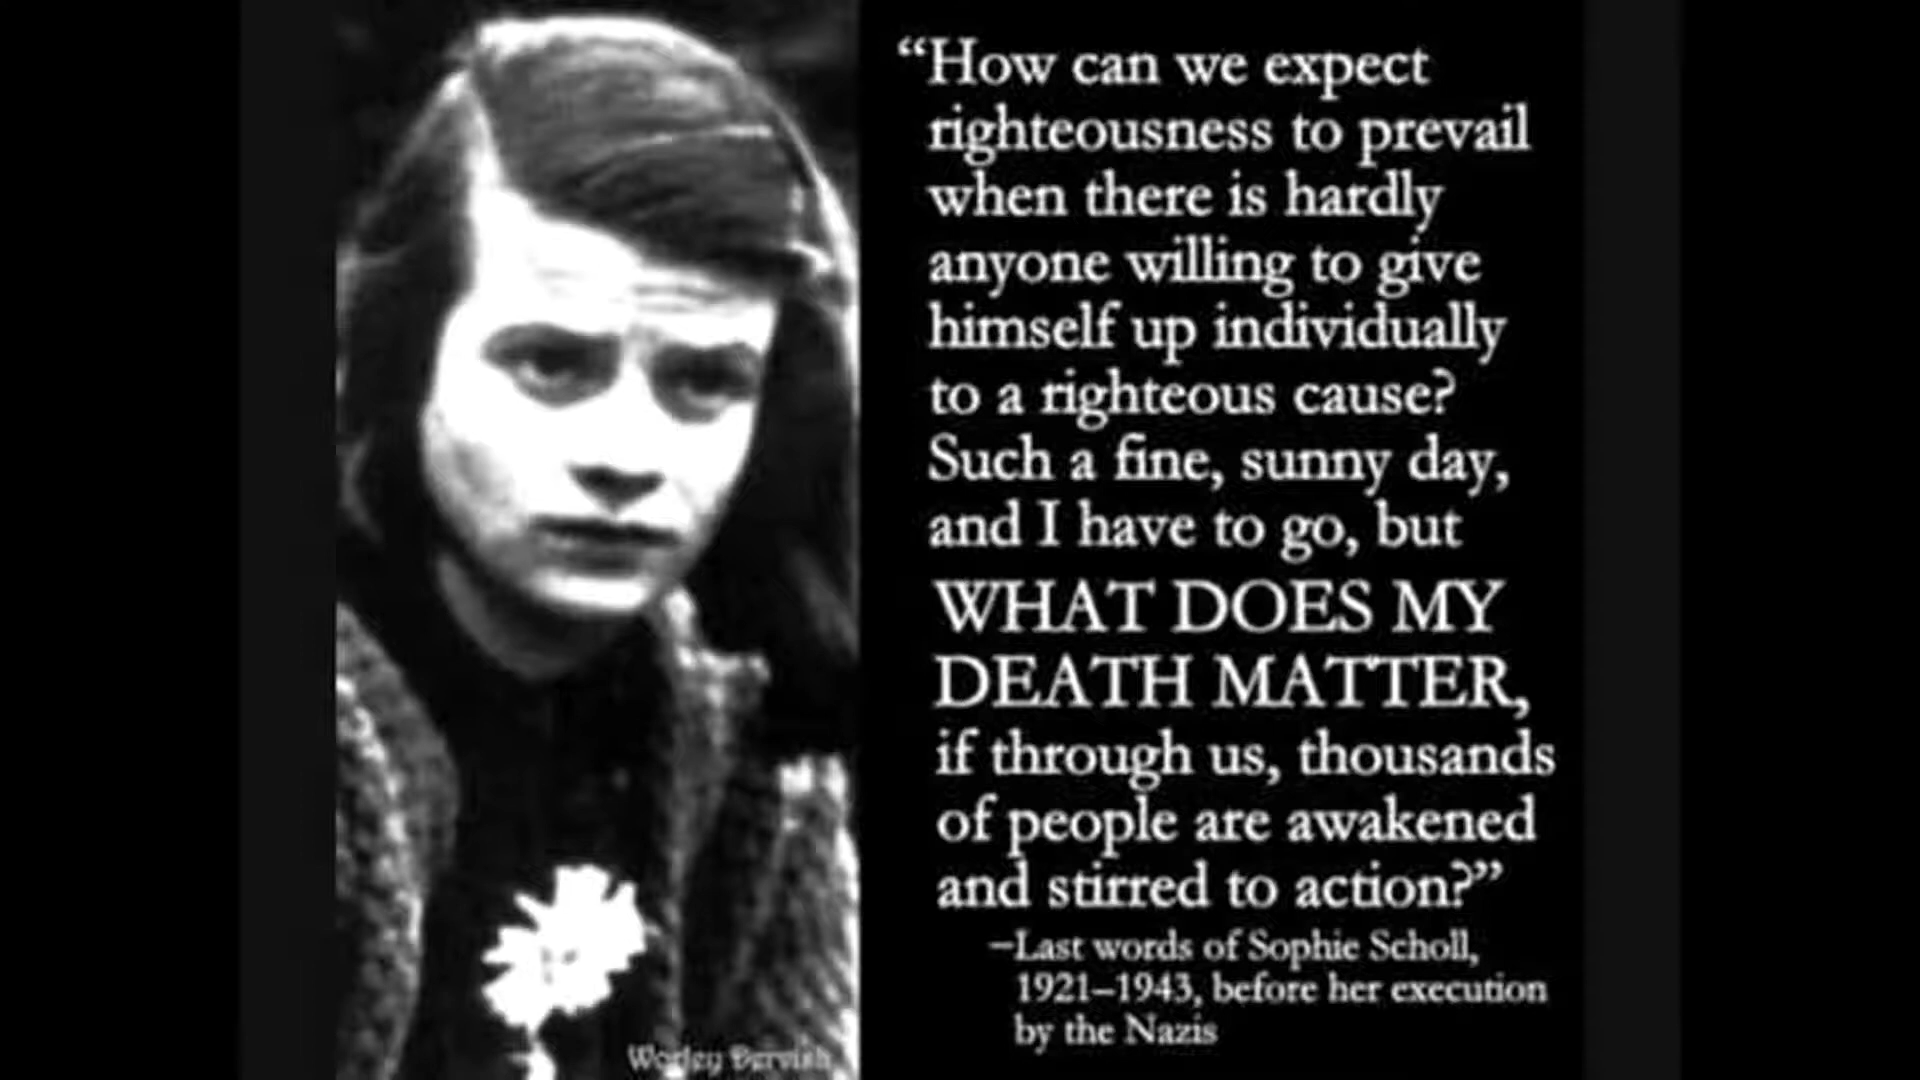 “How can we expect
righteousness to prevail
when there is hardly
anyone willing to give
himself up individually
to a righteous cause?
Such a fine, sunny day,
and I have to go, but
WHAT DOES MY
DEATH MATTER,
if through us, thousands
of people are awakened
and stirred to action?”
–Last words of Sophie Scholl,
1921–1943, before her execution
by the Nazis
Worley Dervish